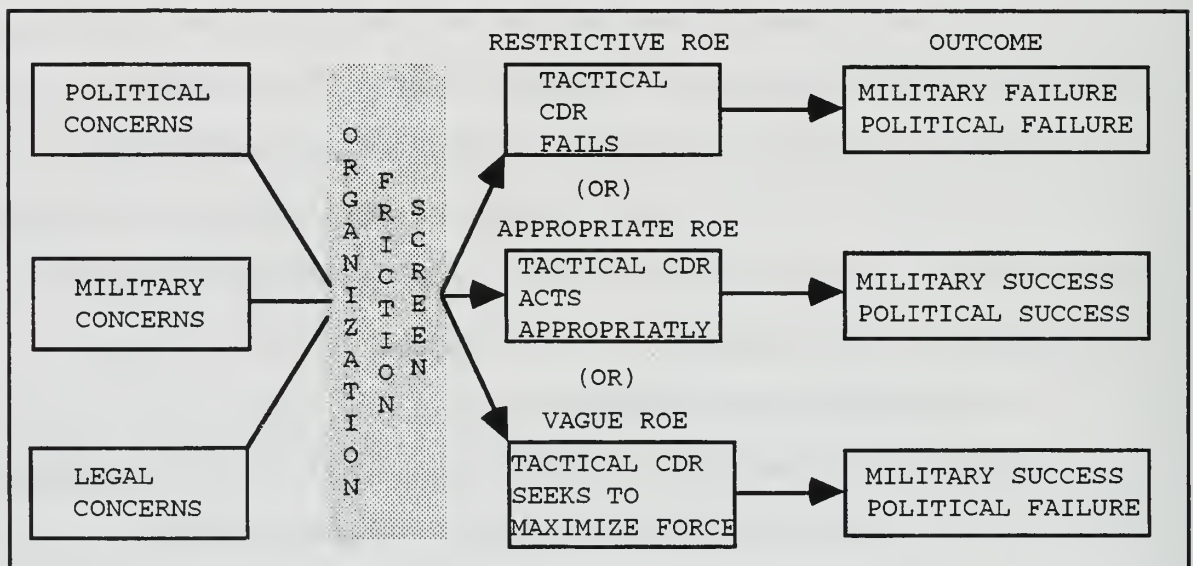 POLITICAL
CONCERNS
MILITARY
CONCERNS
LEGAL
CONCERNS
ORGANIZATION
FRICTION
SCREEN
RESTRICTIVE ROE
TACTICAL
CDR
FAILS
(OR)
APPROPRIATE ROE
TACTICAL CDR
ACTS
APPROPRIATLY
(OR)
VAGUE ROE
TACTICAL CDR
SEEKS TO
MAXIMIZE FORCE
OUTCOME
MILITARY FAILURE
POLITICAL FAILURE
MILITARY SUCCESS
POLITICAL SUCCESS
MILITARY SUCCESS
POLITICAL FAILURE